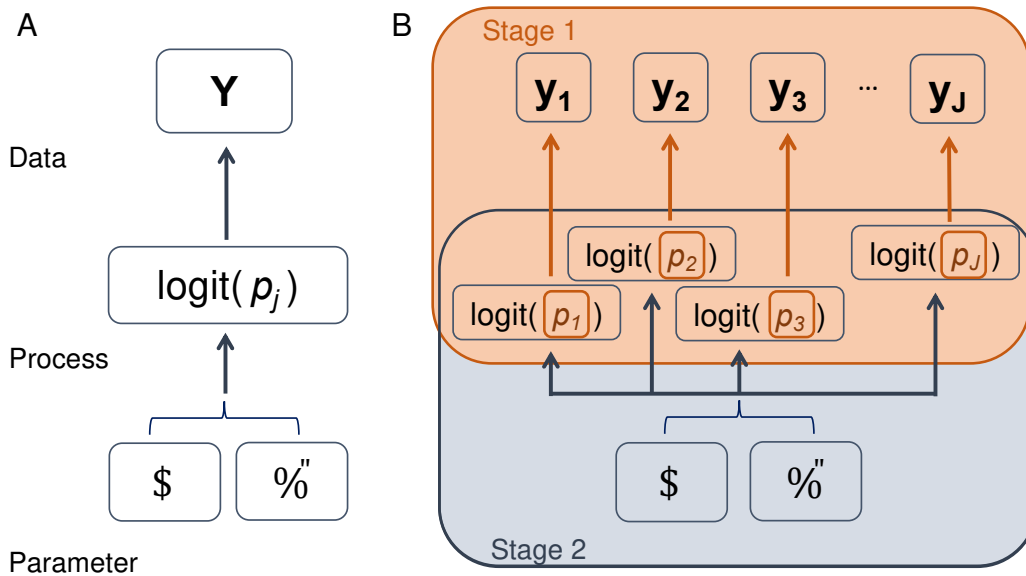 A
Y
Data
logit( pj )
Process
$ %"
Parameter
B
Stage 1
y1 y2 y3 ... yJ
logit( p2 ) logit( pJ )
logit( p1 ) logit( p3 )
$ %"
Stage 2